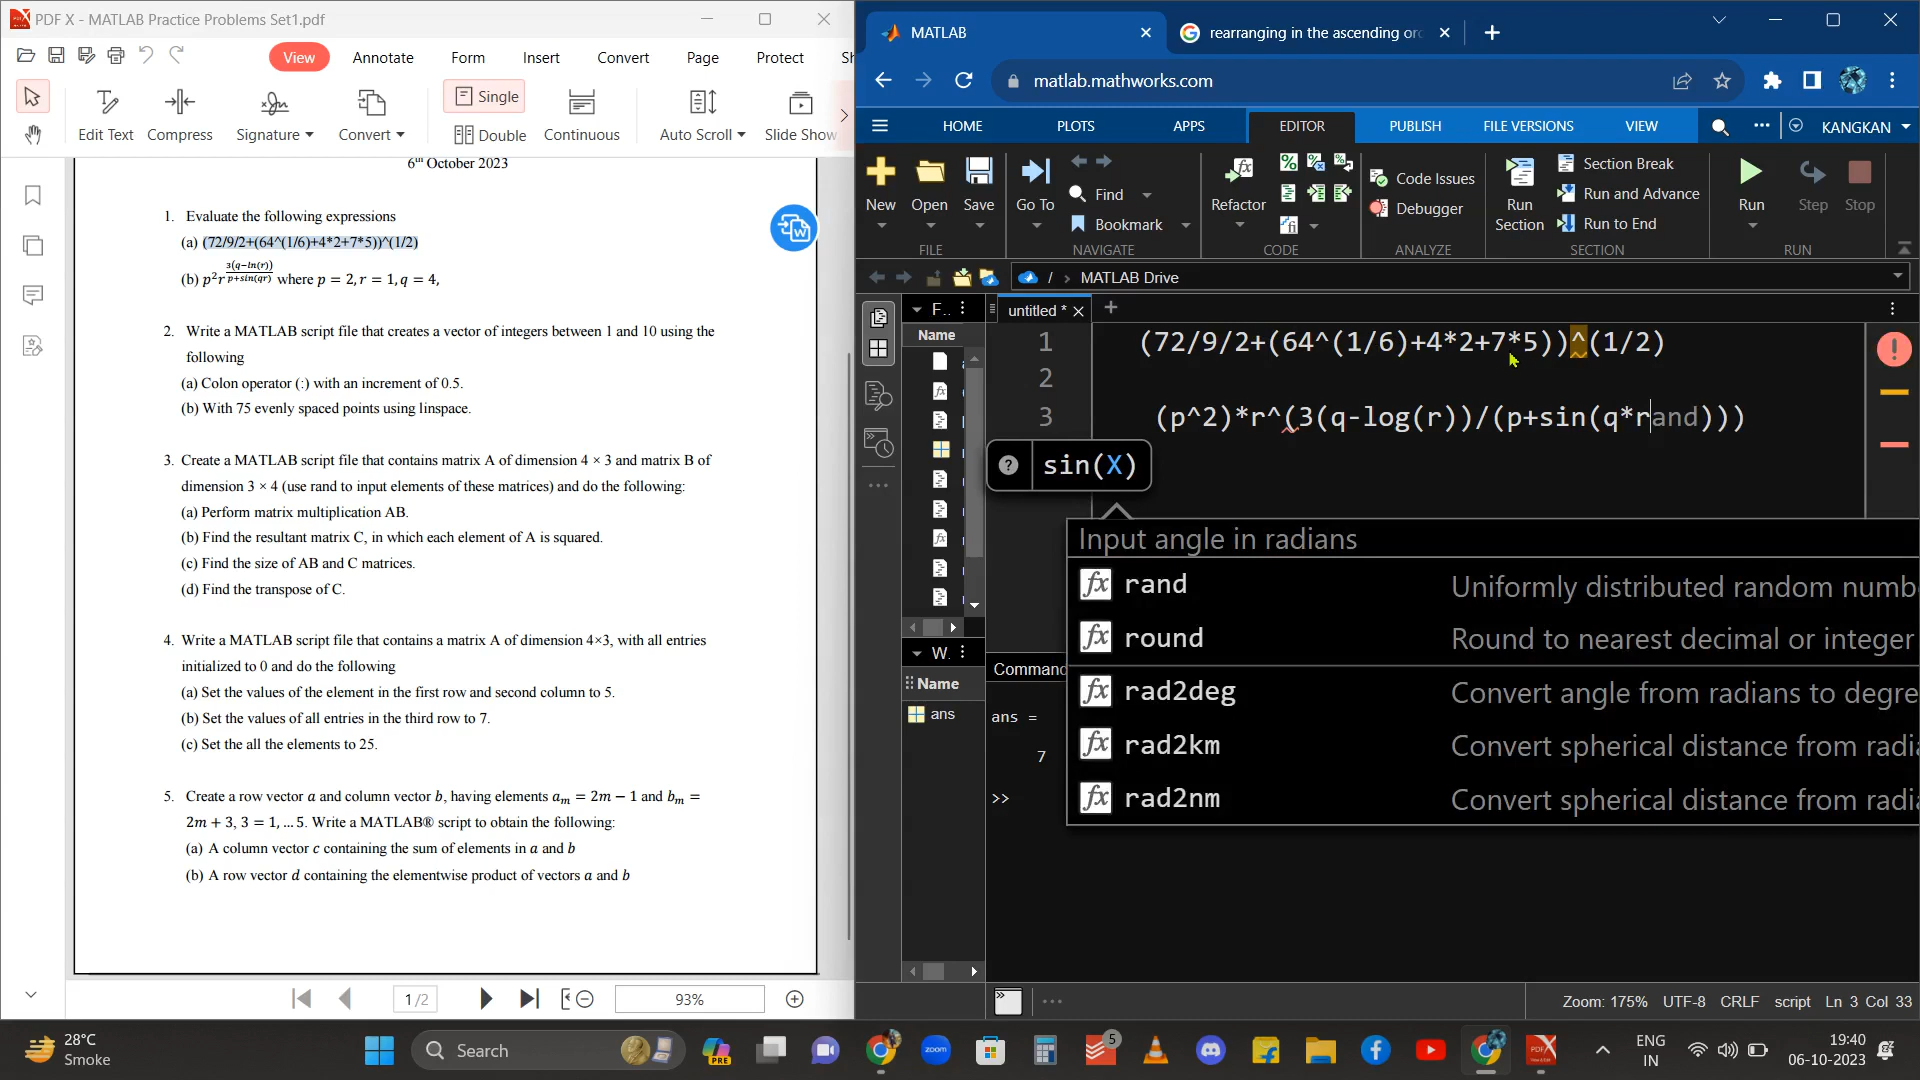 PDF X - MATLAB Practice Problems Set1.pdf
View Annotate Form Insert Convert Page Protect
Edit Text Compress Signature Convert Single Double Continuous Auto Scroll Slide Show
6th October 2023
1. Evaluate the following expressions
(a) (72/9/2+(64^(1/6)+4*2+7*5))^(1/2)
(b) p²r^(3(q−ln(r))/(p+sin(qr))) where p = 2, r = 1, q = 4,
2. Write a MATLAB script file that creates a vector of integers between 1 and 10 using the
following
(a) Colon operator (:) with an increment of 0.5.
(b) With 75 evenly spaced points using linspace.
3. Create a MATLAB script file that contains matrix A of dimension 4 × 3 and matrix B of
dimension 3 × 4 (use rand to input elements of these matrices) and do the following:
(a) Perform matrix multiplication AB.
(b) Find the resultant matrix C, in which each element of A is squared.
(c) Find the size of AB and C matrices.
(d) Find the transpose of C.
4. Write a MATLAB script file that contains a matrix A of dimension 4×3, with all entries
initialized to 0 and do the following
(a) Set the values of the element in the first row and second column to 5.
(b) Set the values of all entries in the third row to 7.
(c) Set the all the elements to 25.
5. Create a row vector a and column vector b, having elements aₘ = 2m − 1 and bₘ =
2m + 3, 3 = 1, … 5. Write a MATLAB® script to obtain the following:
(a) A column vector c containing the sum of elements in a and b
(b) A row vector d containing the elementwise product of vectors a and b
1 /2
93%
MATLAB
rearranging in the ascending orc
matlab.mathworks.com
HOME PLOTS APPS EDITOR PUBLISH FILE VERSIONS VIEW KANGKAN
New Open Save
FILE
Go To Find Bookmark
NAVIGATE
Refactor
CODE
Code Issues
Debugger
ANALYZE
Run Section
Section Break
Run and Advance
Run to End
SECTION
Run Step Stop
RUN
/ › MATLAB Drive
F.. Name
untitled * ×
1 (72/9/2+(64^(1/6)+4*2+7*5))^(1/2)
2
3 (p^2)*r^(3(q-log(r))/(p+sin(q*rand)))
sin(X)
Input angle in radians
rand Uniformly distributed random numbe
round Round to nearest decimal or integer
rad2deg Convert angle from radians to degre
rad2km Convert spherical distance from radia
rad2nm Convert spherical distance from radia
W. Name
ans
Command
ans =
7
>>
Zoom: 175% UTF-8 CRLF script Ln 3 Col 33
28°C
Smoke
Search
PRE
zoom
5
PDF X
ENG
IN
19:40
06-10-2023